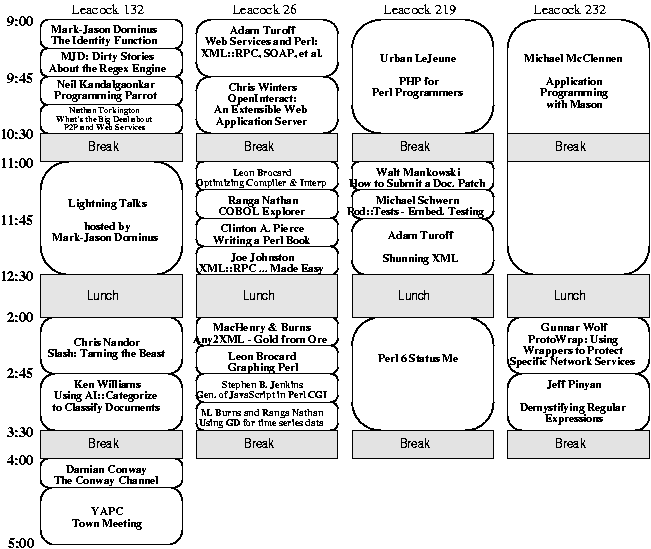 Leacock 132
Leacock 26
Leacock 219
Leacock 232
9:00
9:45
10:30
11:00
11:45
12:30
2:00
2:45
3:30
4:00
5:00
Mark-Jason Dominus
The Identity Function
MJD: Dirty Stories
About the Regex Engine
Neil Kandalgaonkar
Programming Parrot
Nathan Torkington
What's the Big Deal about
P2P and Web Services
Break
Lightning Talks
hosted by
Mark-Jason Dominus
Lunch
Chris Nandor
Slash: Taming the Beast
Ken Williams
Using AI::Categorize
to Classify Documents
Break
Damian Conway
The Conway Channel
YAPC
Town Meeting
Adam Turoff
Web Services and Perl:
XML::RPC, SOAP, et al.
Chris Winters
OpenInteract:
An Extensible Web
Application Server
Break
Leon Brocard
Optimizing Compiler & Interp
Ranga Nathan
COBOL Explorer
Clinton A. Pierce
Writing a Perl Book
Joe Johnston
XML::RPC ... Made Easy
Lunch
MacHenry & Burns
Any2XML - Gold from Ore
Leon Brocard
Graphing Perl
Stephen B. Jenkins
Gen. of JavaScript in Perl CGI
M. Burns and Ranga Nathan
Using GD for time series data
Break
Urban LeJeune
PHP for
Perl Programmers
Break
Walt Mankowski
How to Submit a Doc. Patch
Michael Schwern
Pod::Tests - Embed. Testing
Adam Turoff
Shunning XML
Lunch
Perl 6 Status Me
Break
Michael McClennen
Application
Programming
with Mason
Break
Lunch
Gunnar Wolf
ProtoWrap: Using
Wrappers to Protect
Specific Network Services
Jeff Pinyan
Demystifying Regular
Expressions
Break